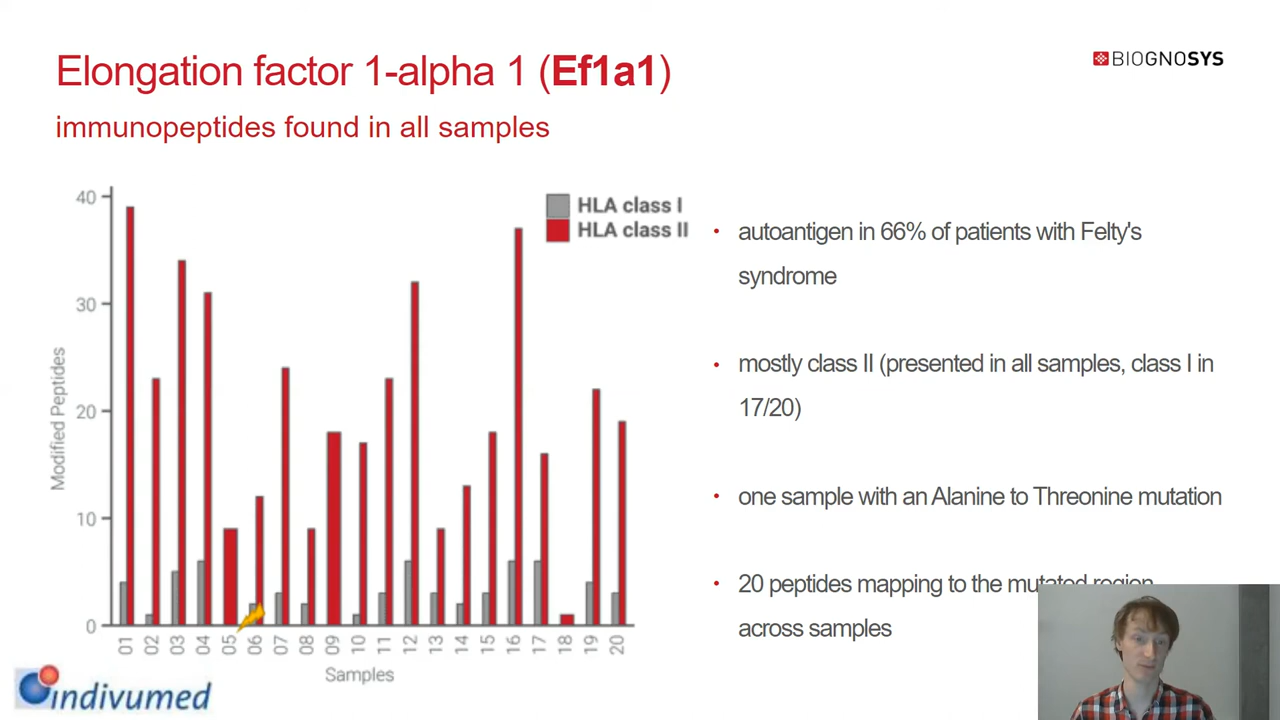 Elongation factor 1-alpha 1 (Ef1a1)
BIOGNOSYS
immunopeptides found in all samples
40
30
20
10
0
Modified Peptides
HLA class I
HLA class II
01 02 03 04 05 06 07 08 09 10 11 12 13 14 15 16 17 18 19 20
Samples
• autoantigen in 66% of patients with Felty's
syndrome
• mostly class II (presented in all samples, class I in
17/20)
• one sample with an Alanine to Threonine mutation
• 20 peptides mapping to the mutated region
across samples
indivumed